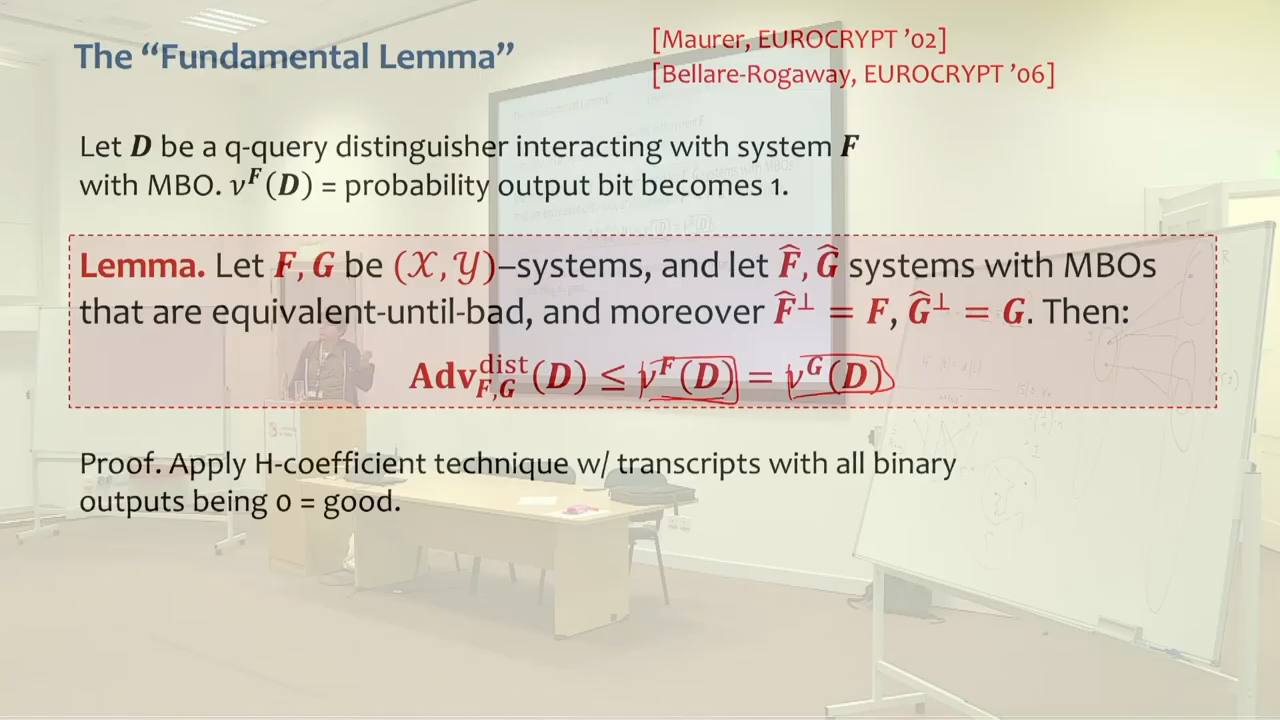 The “Fundamental Lemma”
[Maurer, EUROCRYPT ’02]
[Bellare-Rogaway, EUROCRYPT ’06]
Let D be a q-query distinguisher interacting with system F
with MBO. ν^F(D) = probability output bit becomes 1.
Lemma. Let F, G be (𝒳, 𝒴)–systems, and let F̂, Ĝ systems with MBOs
that are equivalent-until-bad, and moreover F̂^⊥ = F, Ĝ^⊥ = G. Then:
Adv^dist_F,G(D) ≤ ν^F(D) = ν^G(D)
Proof. Apply H-coefficient technique w/ transcripts with all binary
outputs being 0 = good.